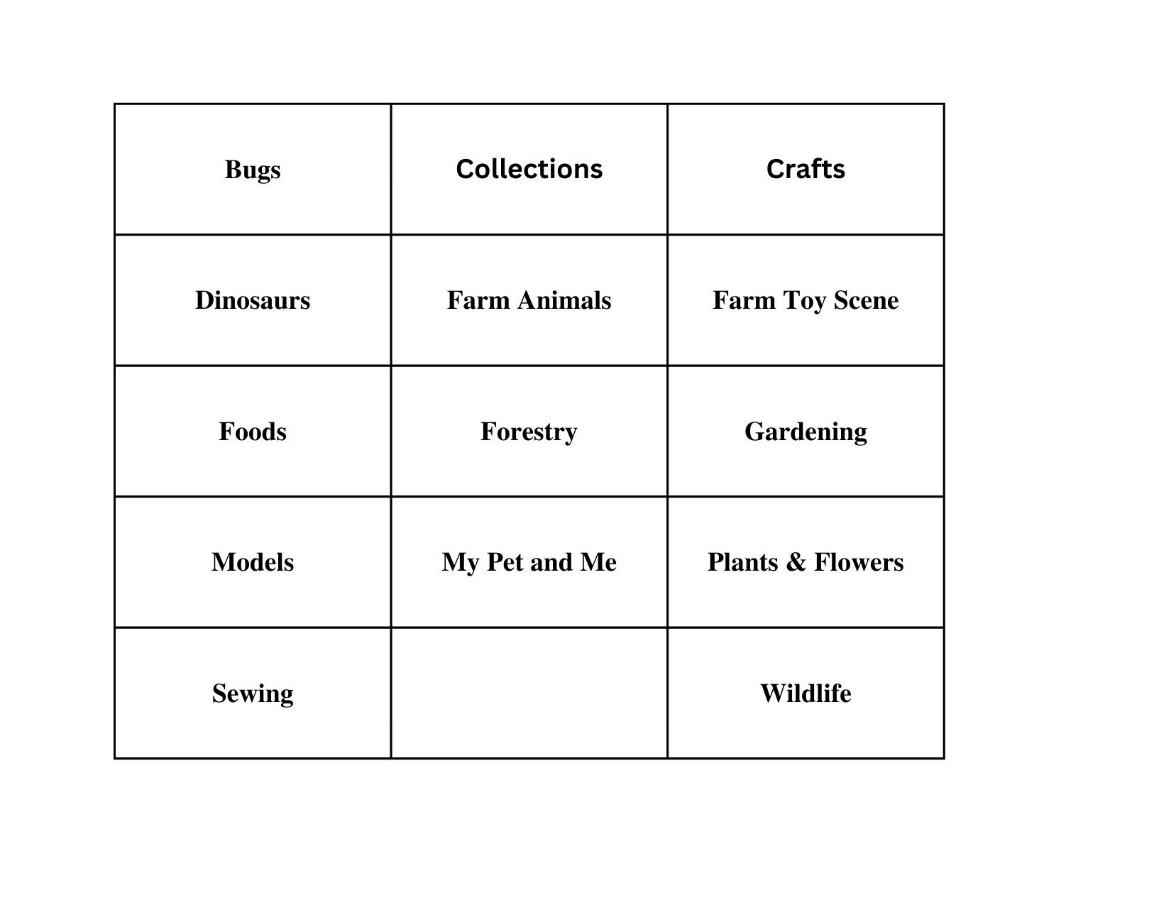 Bugs
Collections
Crafts
Dinosaurs
Farm Animals
Farm Toy Scene
Foods
Forestry
Gardening
Models
My Pet and Me
Plants & Flowers
Sewing
Wildlife